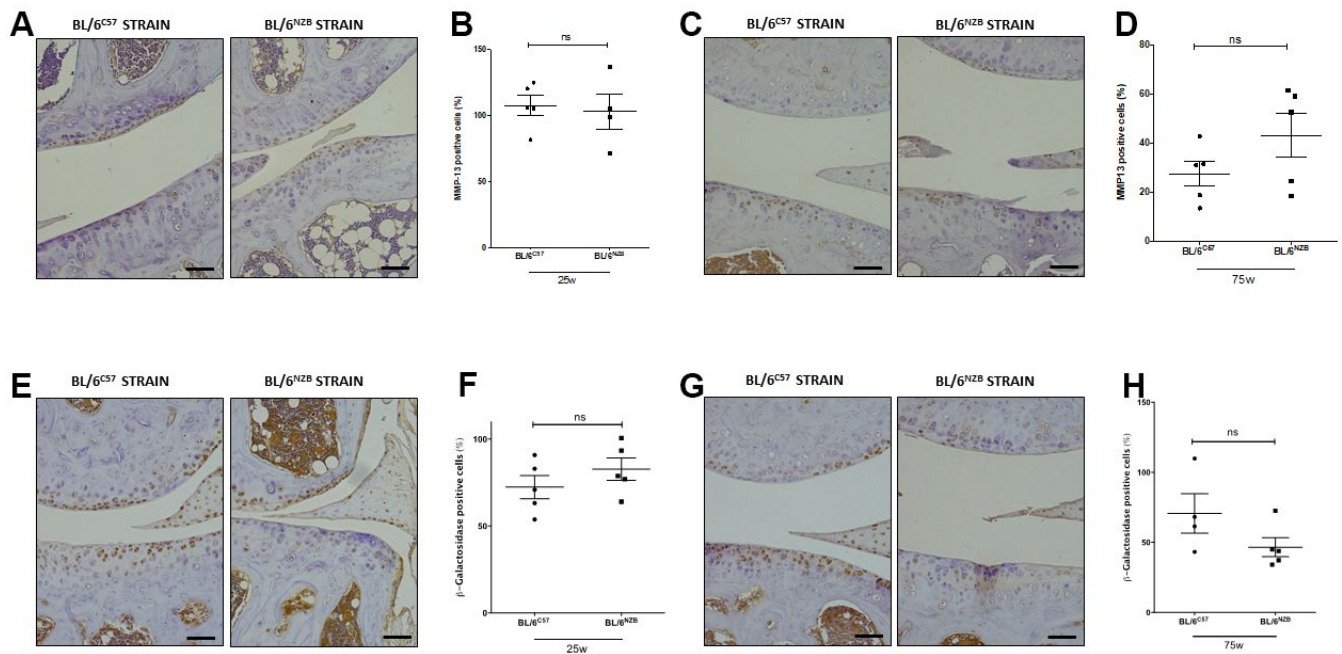 A
BL/6C57 STRAIN
BL/6NZB STRAIN
B
ns
MMP-13 positive cells (%)
150
100
50
0
BL/6C57
BL/6NZB
25w
C
BL/6C57 STRAIN
BL/6NZB STRAIN
D
ns
MMP13 positive cells (%)
80
60
40
20
0
BL/6C57
BL/6NZB
75w
E
BL/6C57 STRAIN
BL/6NZB STRAIN
F
ns
β-Galactosidase positive cells (%)
100
50
0
BL/6C57
BL/6NZB
25w
G
BL/6C57 STRAIN
BL/6NZB STRAIN
H
ns
β-Galactosidase positive cells (%)
150
100
50
0
BL/6C57
BL/6NZB
75w